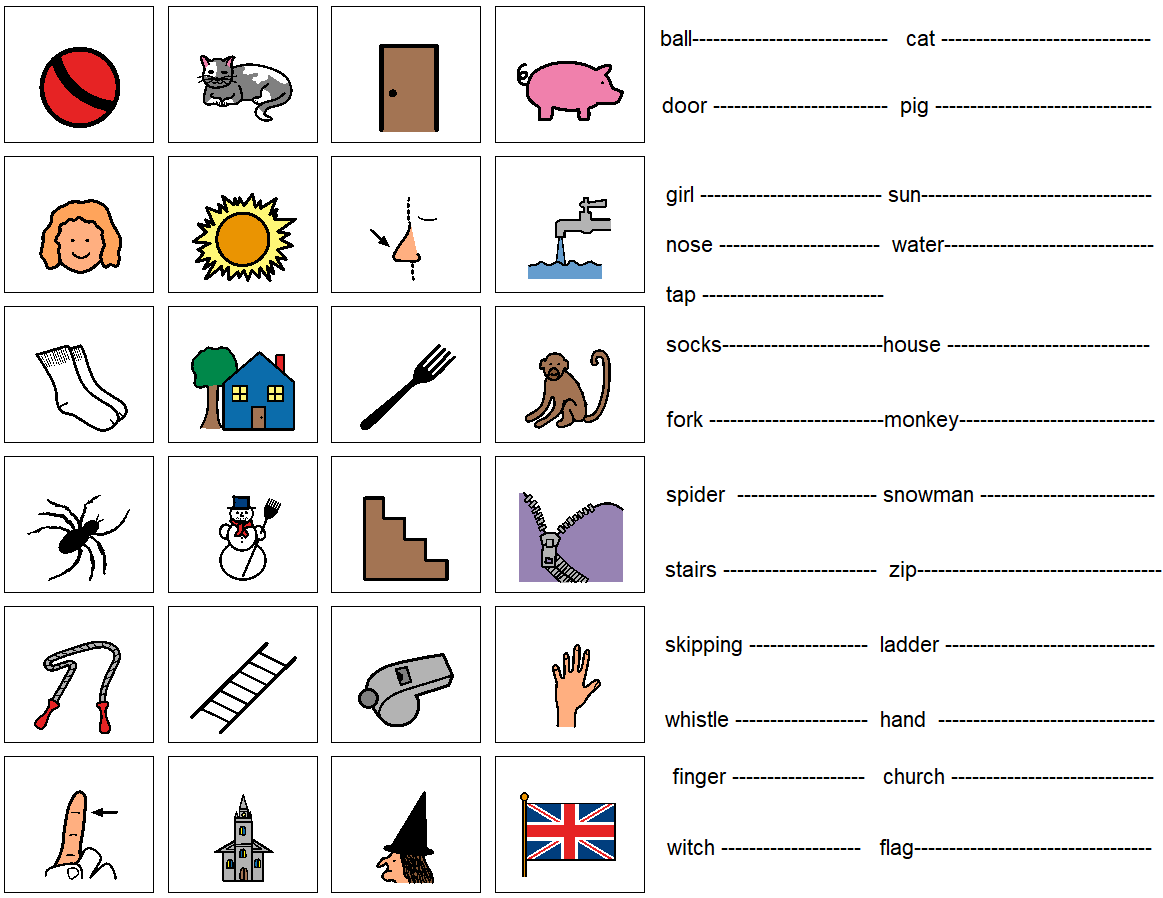 ball---------------------------- cat ------------------------------
door ------------------------- pig -------------------------------
girl -------------------------- sun---------------------------------
nose ----------------------- water------------------------------
tap --------------------------
socks-----------------------house -----------------------------
fork -------------------------monkey----------------------------
spider -------------------- snowman -------------------------
stairs ---------------------- zip-----------------------------------
skipping ----------------- ladder ------------------------------
whistle ------------------- hand -------------------------------
finger ------------------- church -----------------------------
witch -------------------- flag----------------------------------